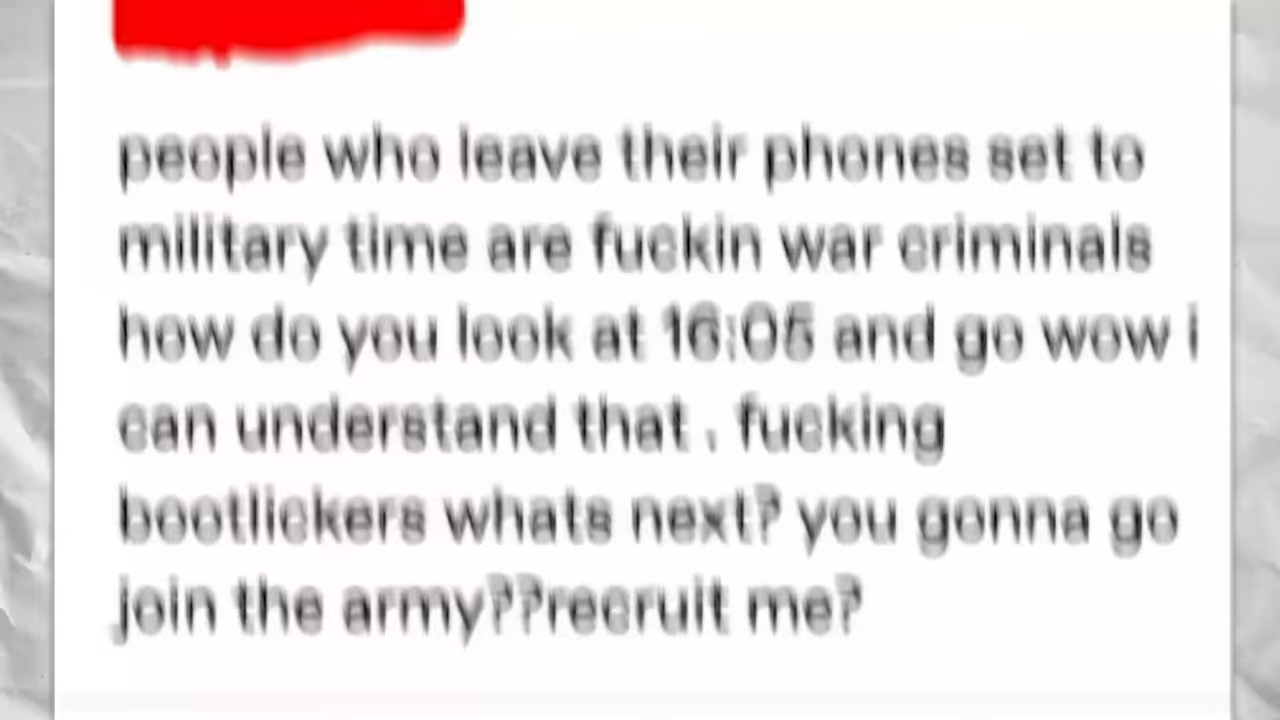 people who leave their phones set to
military time are fuckin war criminals
how do you look at 16:05 and go wow i
can understand that . fucking
bootlickers whats next? you gonna go
join the army??recruit me?